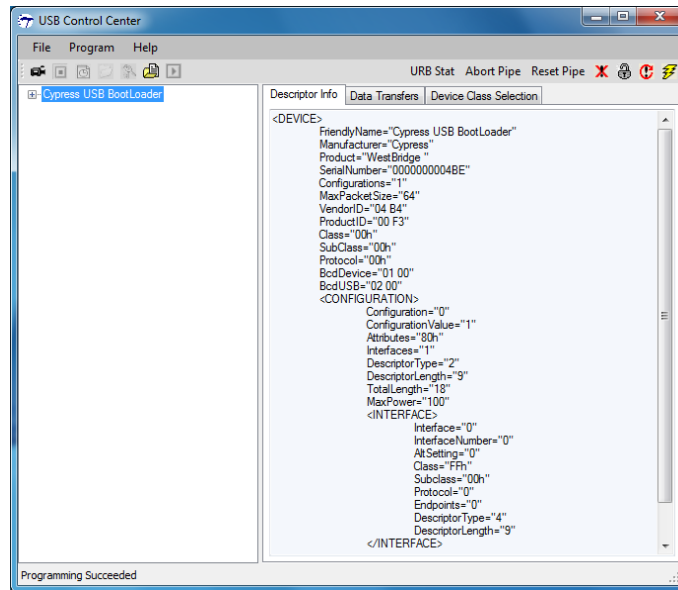 USB Control Center
File Program Help
URB Stat Abort Pipe Reset Pipe
Cypress USB BootLoader
Descriptor Info Data Transfers Device Class Selection
<DEVICE>
FriendlyName="Cypress USB BootLoader"
Manufacturer="Cypress"
Product="WestBridge "
SerialNumber="0000000004BE"
Configurations="1"
MaxPacketSize="64"
VendorID="04 B4"
ProductID="00 F3"
Class="00h"
SubClass="00h"
Protocol="00h"
BcdDevice="01 00"
BcdUSB="02 00"
<CONFIGURATION>
Configuration="0"
ConfigurationValue="1"
Attributes="80h"
Interfaces="1"
DescriptorType="2"
DescriptorLength="9"
TotalLength="18"
MaxPower="100"
<INTERFACE>
Interface="0"
InterfaceNumber="0"
AltSetting="0"
Class="FFh"
Subclass="00h"
Protocol="0"
Endpoints="0"
DescriptorType="4"
DescriptorLength="9"
</INTERFACE>
Programming Succeeded